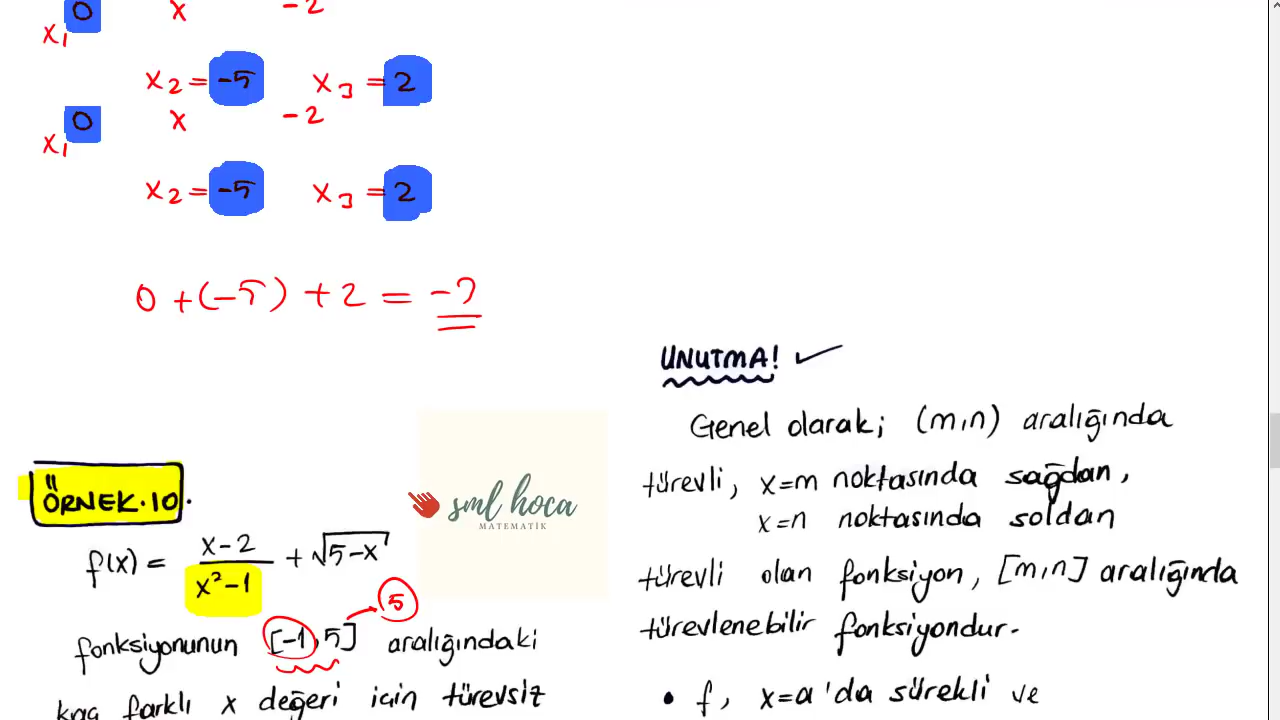 0 x -2
x₁
x₂ = -5 x₃ = 2
0 x -2
x₁
x₂ = -5 x₃ = 2
0 + (-5) + 2 = -3
ÖRNEK.10.
f(x) = \frac{x-2}{x²-1} + √(5-x)
fonksiyonunun [-1,5] → 5 aralığındaki
kaç farklı x değeri için türevsiz
sml hoca
MATEMATİK
UNUTMA! ✓
Genel olarak; (m,n) aralığında
türevli, x=m noktasında sağdan,
x=n noktasında soldan
türevli olan fonksiyon, [m,n] aralığında
türevlenebilir fonksiyondur.
• f, x=a'da sürekli ve